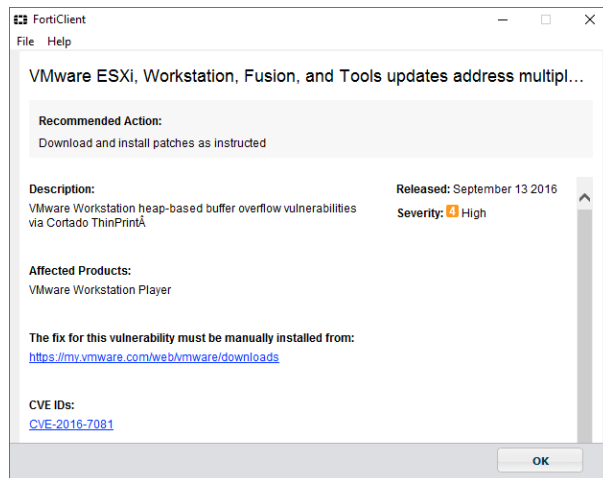 FortiClient
File Help
VMware ESXi, Workstation, Fusion, and Tools updates address multipl...
Recommended Action:
Download and install patches as instructed
Description:
VMware Workstation heap-based buffer overflow vulnerabilities
via Cortado ThinPrintÂ
Released: September 13 2016
Severity: 4 High
Affected Products:
VMware Workstation Player
The fix for this vulnerability must be manually installed from:
https://my.vmware.com/web/vmware/downloads
CVE IDs:
CVE-2016-7081
OK